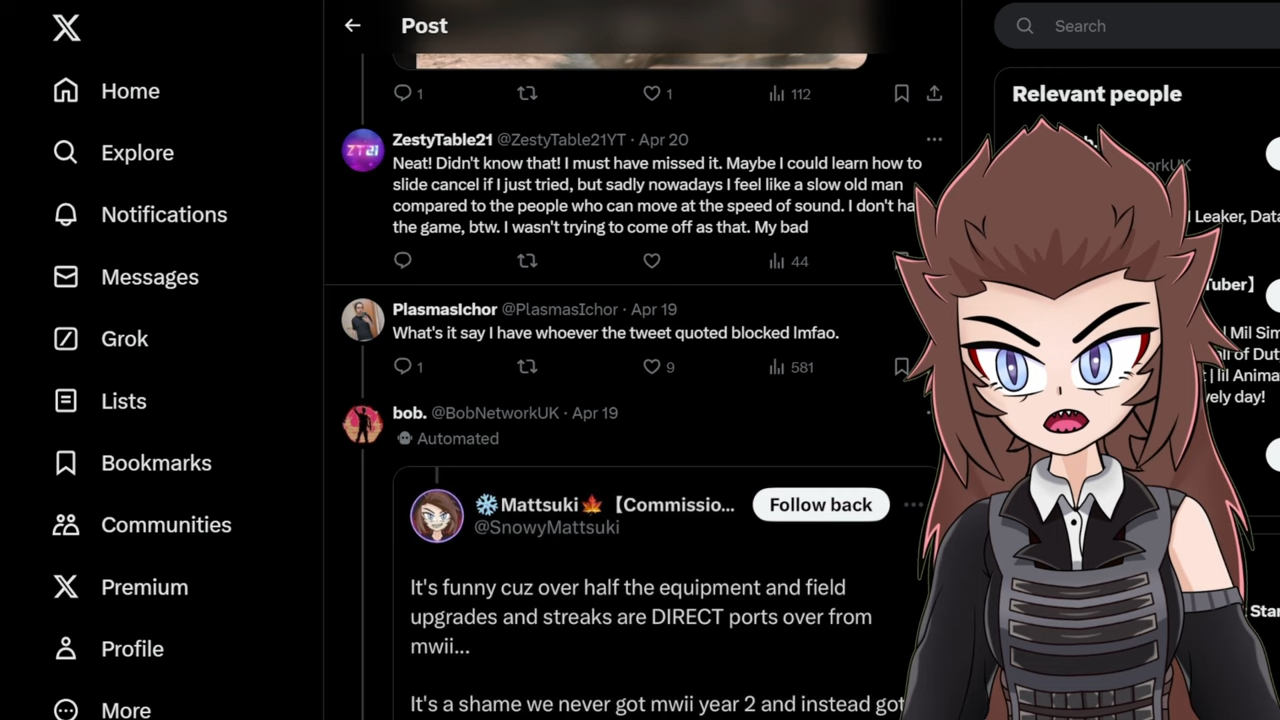 Post
Search
Home
Explore
Notifications
Messages
Grok
Lists
Bookmarks
Communities
Premium
Profile
More
1
1
112
ZT21
ZestyTable21 @ZestyTable21YT · Apr 20
Neat! Didn't know that! I must have missed it. Maybe I could learn how to
slide cancel if I just tried, but sadly nowadays I feel like a slow old man
compared to the people who can move at the speed of sound. I don't
the game, btw. I wasn't trying to come off as that. My bad
44
PlasmasIchor @PlasmasIchor · Apr 19
What's it say I have whoever the tweet quoted blocked lmfao.
1
9
581
bob. @BobNetworkUK · Apr 19
Automated
❄️Mattsuki🍁【Commissio...
Follow back
@SnowyMattsuki
It's funny cuz over half the equipment and field
upgrades and streaks are DIRECT ports over from
mwii...
It's a shame we never got mwii year 2 and instead got
Relevant people
Leaker,
Mil Sim
lil
day!